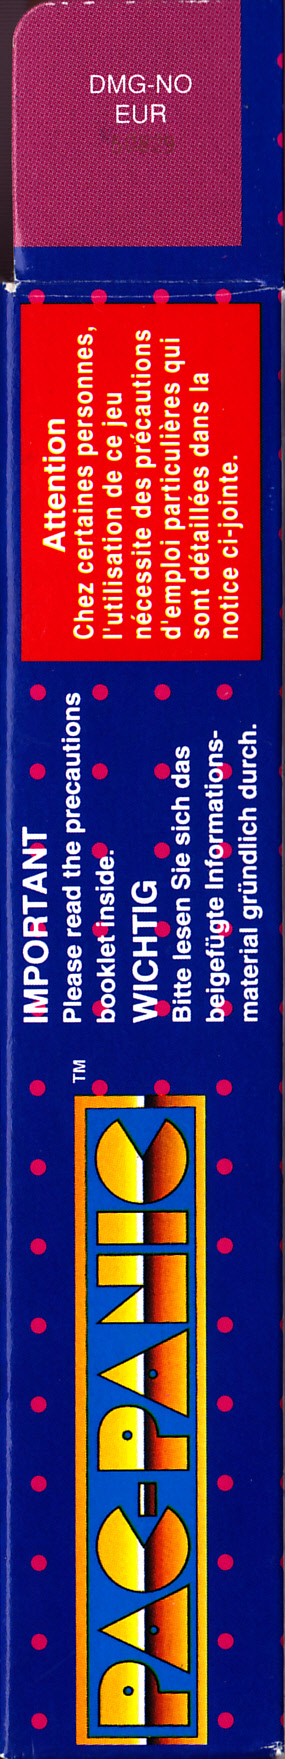 DMG-NO
EUR
Attention
Chez certaines personnes,
l'utilisation de ce jeu
nécessite des précautions
d'emploi particulières qui
sont détaillées dans la
notice ci-jointe.
IMPORTANT
Please read the precautions
booklet inside.
WICHTIG
Bitte lesen Sie sich das
beigefügte Informations-
material gründlich durch.
PAC-PANIC™